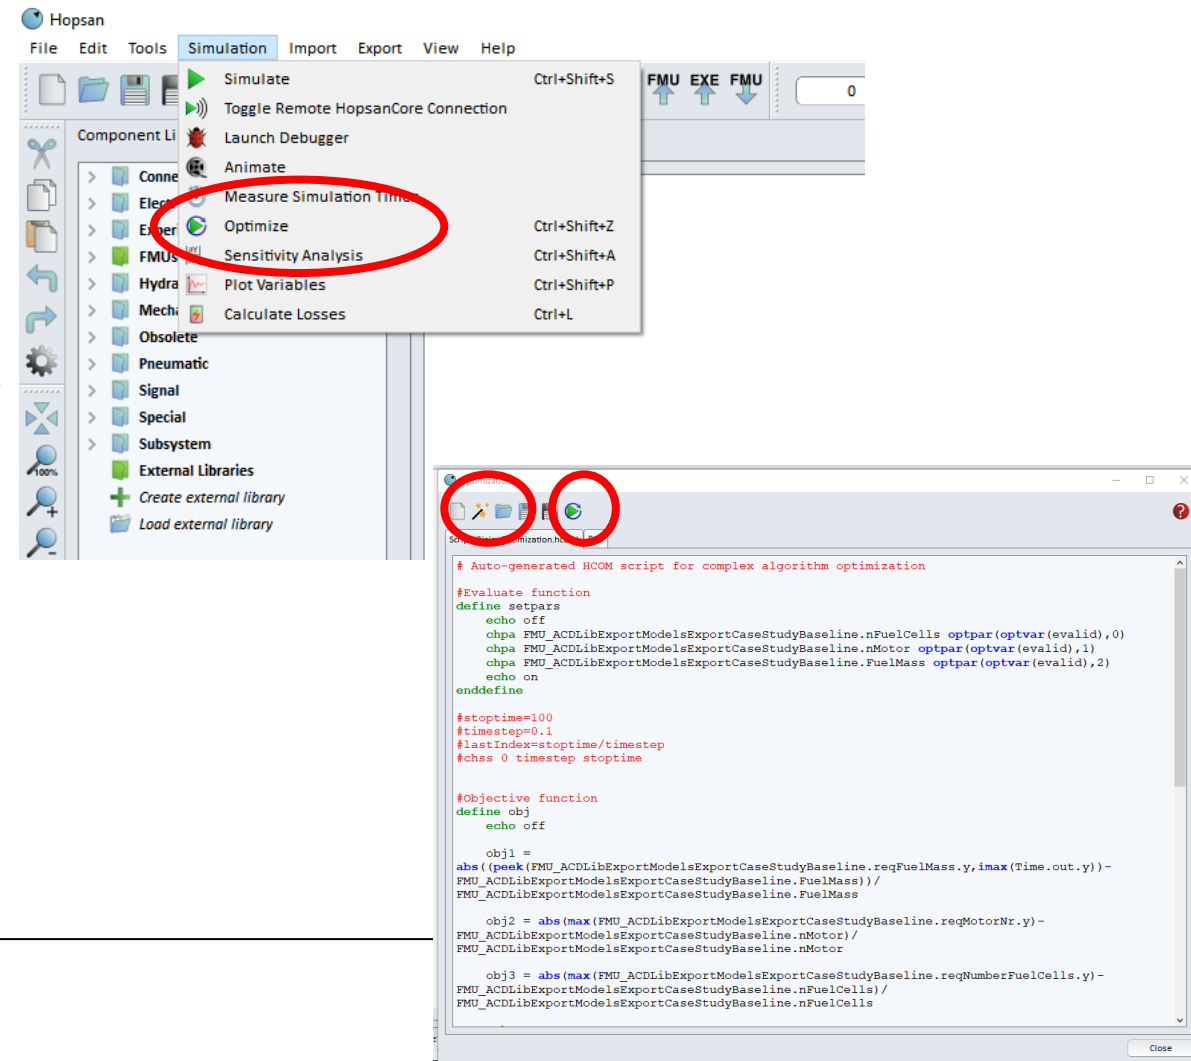 Hopsan
File Edit Tools Simulation Import Export View Help
Simulate Ctrl+Shift+S
FMU EXE FMU
0
Toggle Remote HopsanCore Connection
Component Li
Launch Debugger
Animate
Conne
Measure Simulation Time
Elect
Optimize Ctrl+Shift+Z
Exper
Sensitivity Analysis Ctrl+Shift+A
FMUs
Plot Variables Ctrl+Shift+P
Hydra
Calculate Losses Ctrl+L
Mecha
Obsolete
Pneumatic
Signal
Special
Subsystem
100%
External Libraries
Create external library
Load external library
# Auto-generated HCOM script for complex algorithm optimization
#Evaluate function
define setpars
echo off
chpa FMU_ACDLibExportModelsExportCaseStudyBaseline.nFuelCells optpar(optvar(evalid),0)
chpa FMU_ACDLibExportModelsExportCaseStudyBaseline.nMotor optpar(optvar(evalid),1)
chpa FMU_ACDLibExportModelsExportCaseStudyBaseline.FuelMass optpar(optvar(evalid),2)
echo on
enddefine
#stoptime=100
#timestep=0.1
#lastIndex=stoptime/timestep
#chss 0 timestep stoptime
#Objective function
define obj
echo off
obj1 =
abs((peek(FMU_ACDLibExportModelsExportCaseStudyBaseline.reqFuelMass.y,imax(Time.out.y))-
FMU_ACDLibExportModelsExportCaseStudyBaseline.FuelMass))/
FMU_ACDLibExportModelsExportCaseStudyBaseline.FuelMass
obj2 = abs(max(FMU_ACDLibExportModelsExportCaseStudyBaseline.reqMotorNr.y)-
FMU_ACDLibExportModelsExportCaseStudyBaseline.nMotor)/
FMU_ACDLibExportModelsExportCaseStudyBaseline.nMotor
obj3 = abs(max(FMU_ACDLibExportModelsExportCaseStudyBaseline.reqNumberFuelCells.y)-
FMU_ACDLibExportModelsExportCaseStudyBaseline.nFuelCells)/
FMU_ACDLibExportModelsExportCaseStudyBaseline.nFuelCells
Close